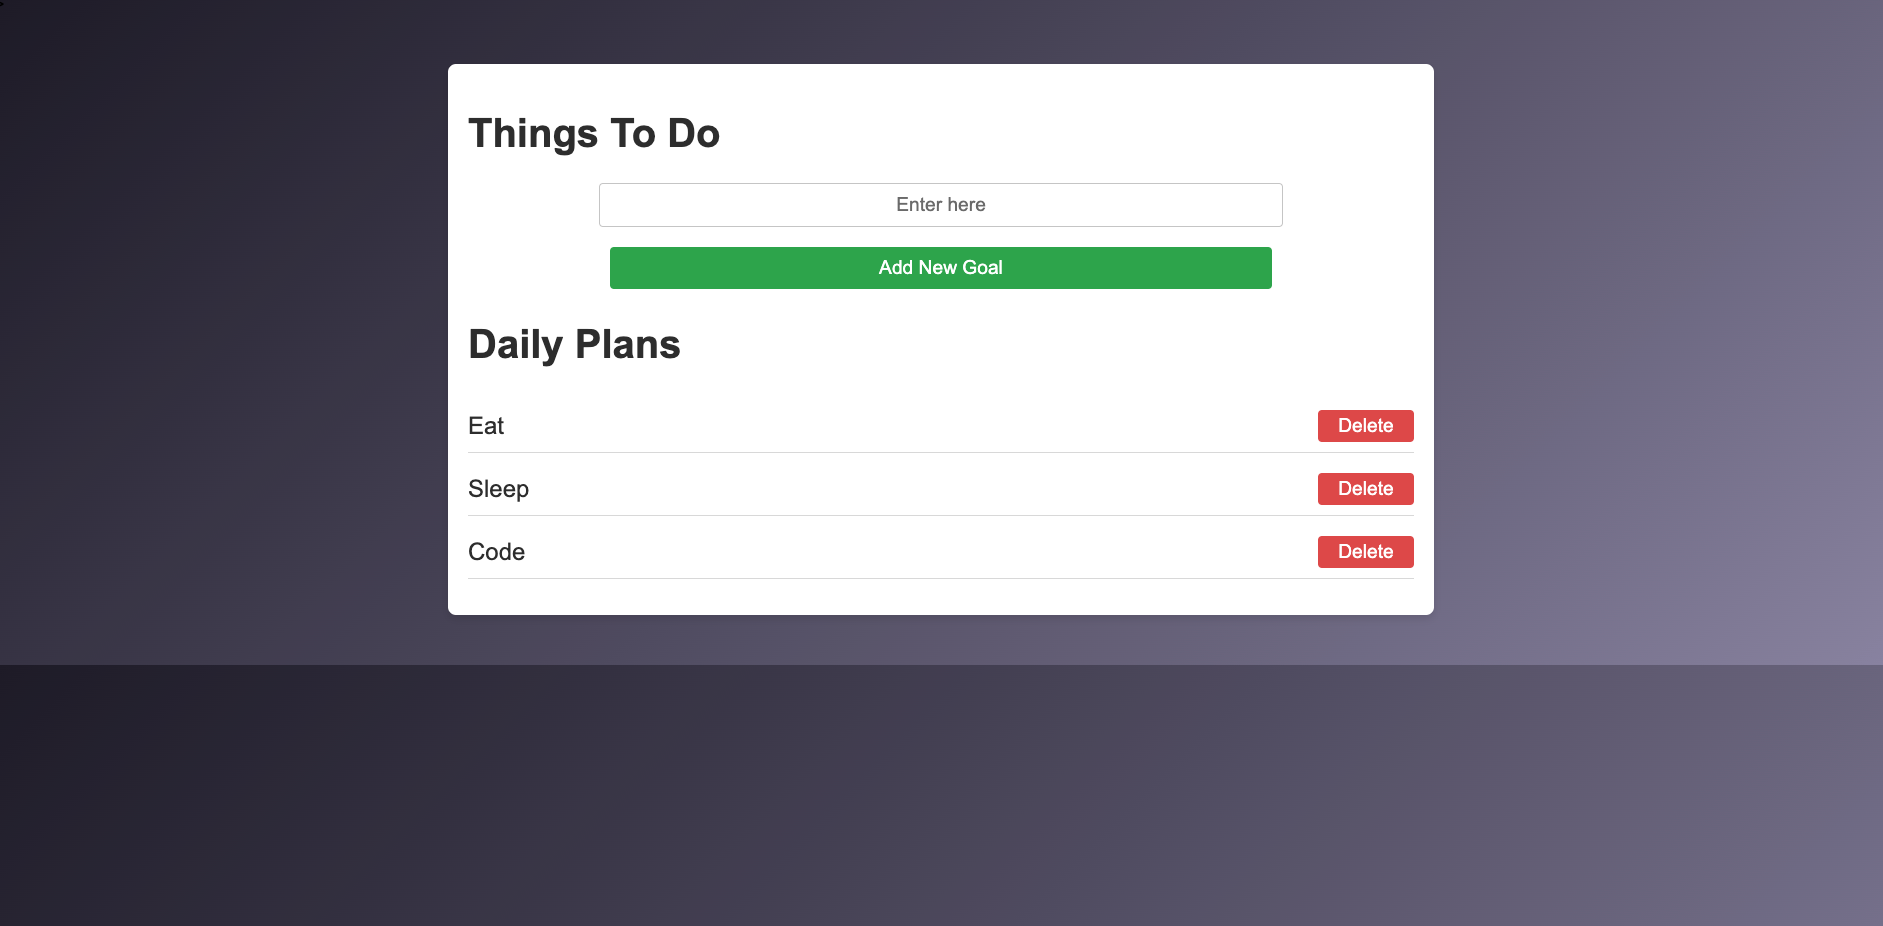 Things To Do
Enter here
Add New Goal
Daily Plans
Eat
Delete
Sleep
Delete
Code
Delete